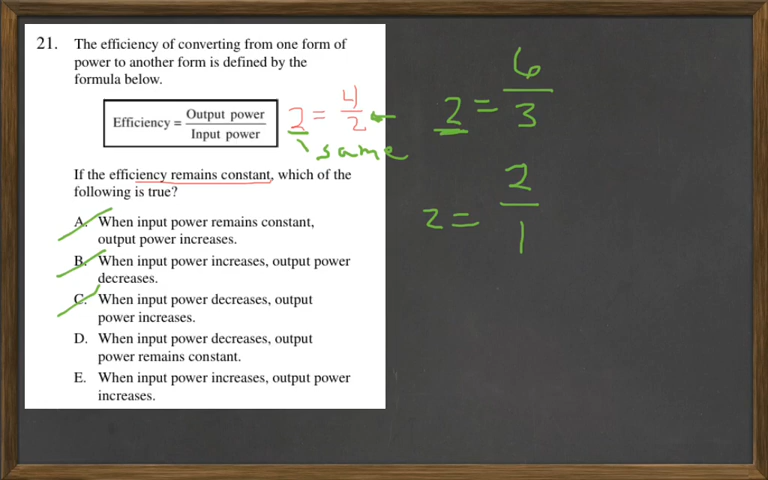 21. The efficiency of converting from one form of
power to another form is defined by the
formula below.
Efficiency = Output power
Input power
2 = 4
2
same
6
2 = 3
2
2 =
1
If the efficiency remains constant, which of the
following is true?
A. When input power remains constant,
output power increases.
B. When input power increases, output power
decreases.
C. When input power decreases, output
power increases.
D. When input power decreases, output
power remains constant.
E. When input power increases, output power
increases.